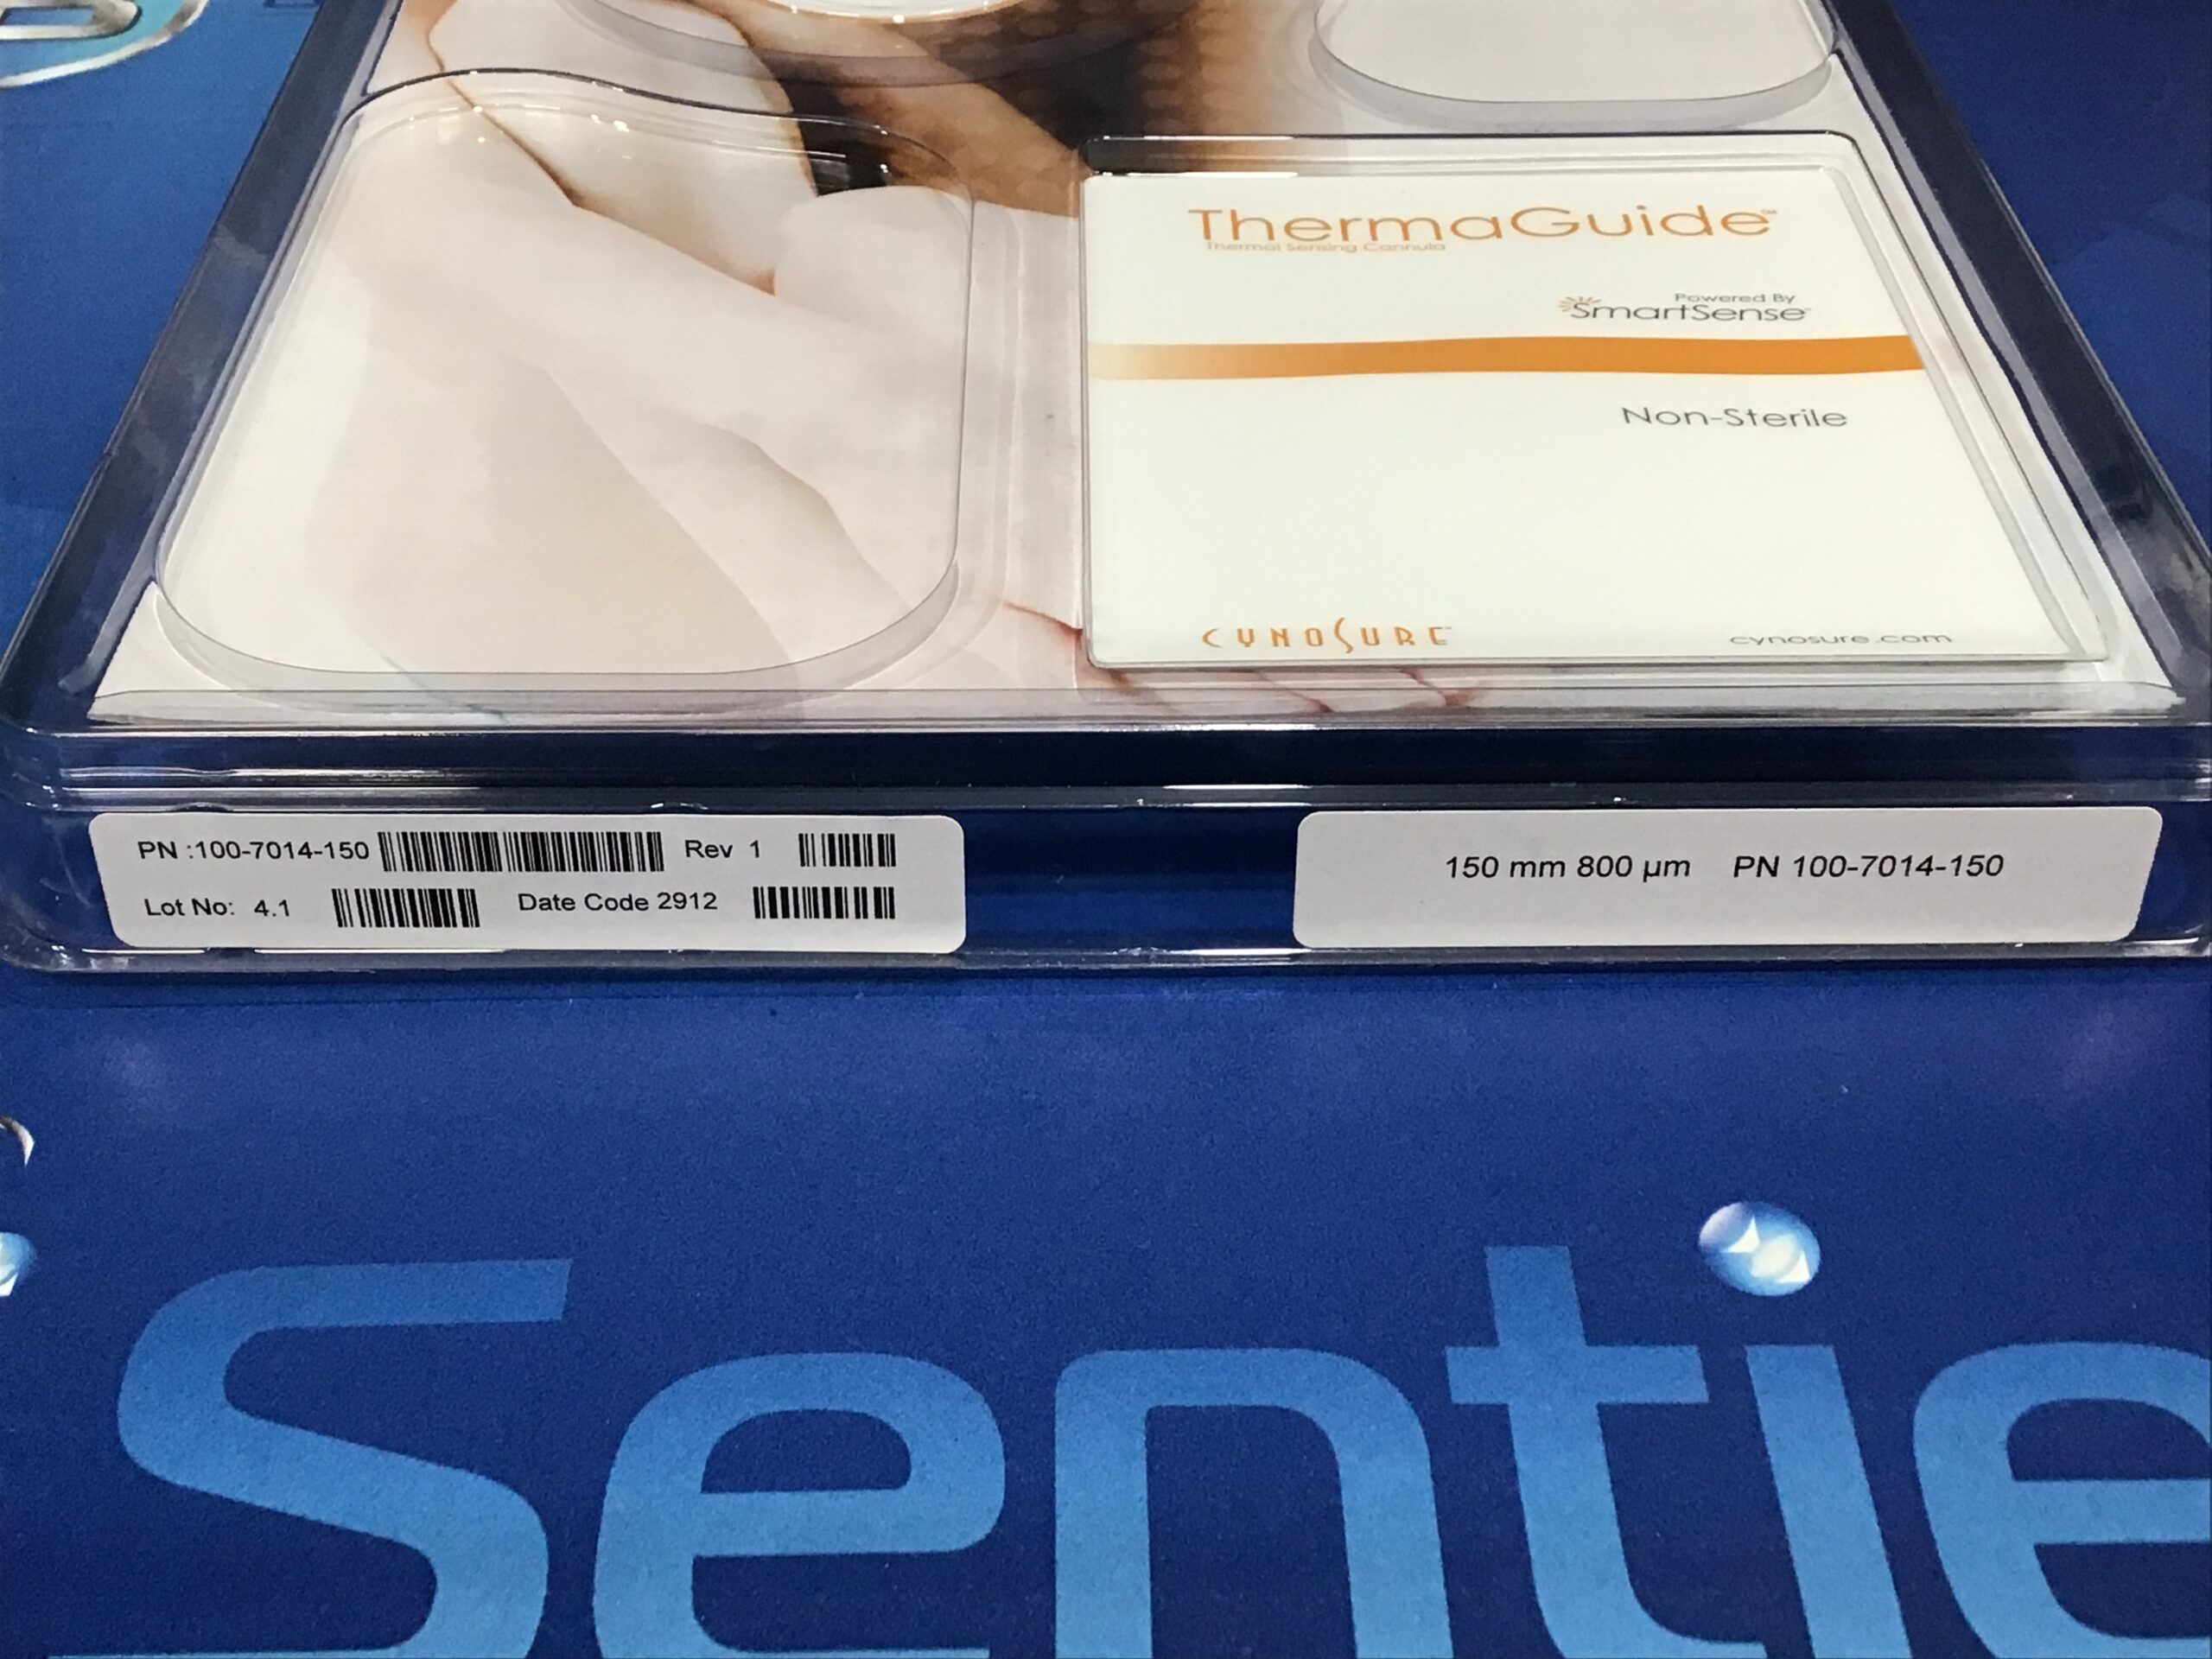 ThermaGuide™
Thermal Sensing Cannula
Powered By
SmartSense
Non-Sterile
CYNOSURE
cynosure.com
PN :100-7014-150 Rev 1
Lot No: 4.1 Date Code 2912
150 mm 800 µm PN 100-7014-150
Sentie